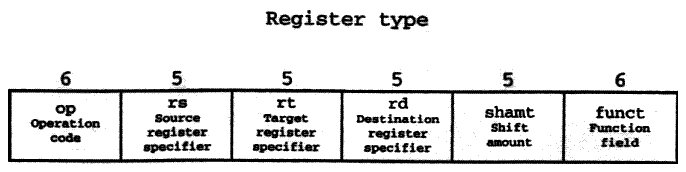 Register type
6 5 5 5 5 6
op rs rt rd shamt funct
Operation code
Source register specifier
Target register specifier
Destination register specifier
Shift amount
Function field